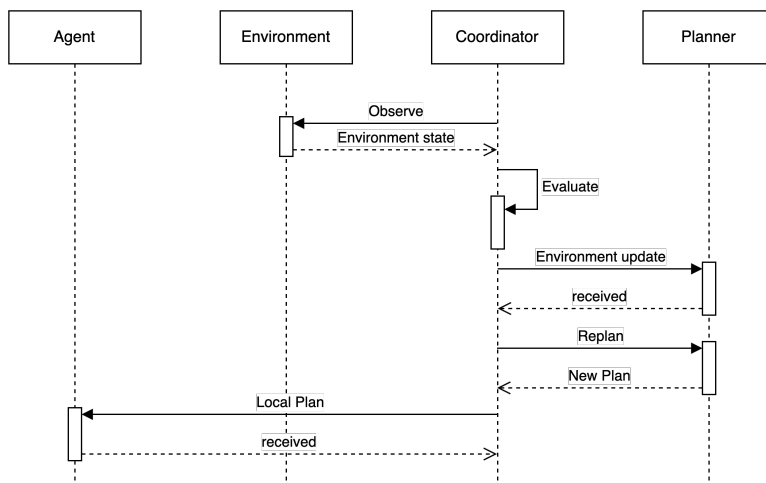 Agent
Environment
Coordinator
Planner
Observe
Environment state
Evaluate
Environment update
received
Replan
New Plan
Local Plan
received